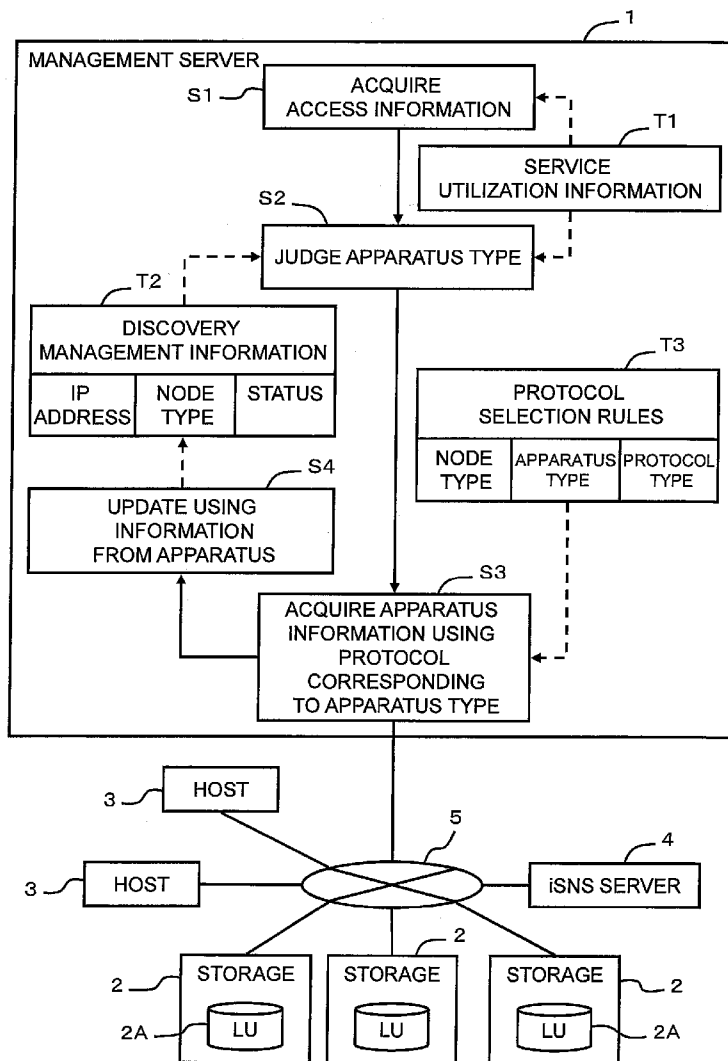 1
MANAGEMENT SERVER
S1
ACQUIRE
ACCESS INFORMATION
T1
SERVICE
UTILIZATION INFORMATION
S2
JUDGE APPARATUS TYPE
T2
DISCOVERY
MANAGEMENT INFORMATION
IP
ADDRESS
NODE
TYPE
STATUS
T3
PROTOCOL
SELECTION RULES
NODE
TYPE
APPARATUS
TYPE
PROTOCOL
TYPE
S4
UPDATE USING
INFORMATION
FROM APPARATUS
S3
ACQUIRE APPARATUS
INFORMATION USING
PROTOCOL
CORRESPONDING
TO APPARATUS TYPE
3
HOST
5
4
3
HOST
iSNS SERVER
2
2
STORAGE
STORAGE
STORAGE
2
2A
LU
LU
LU
2A